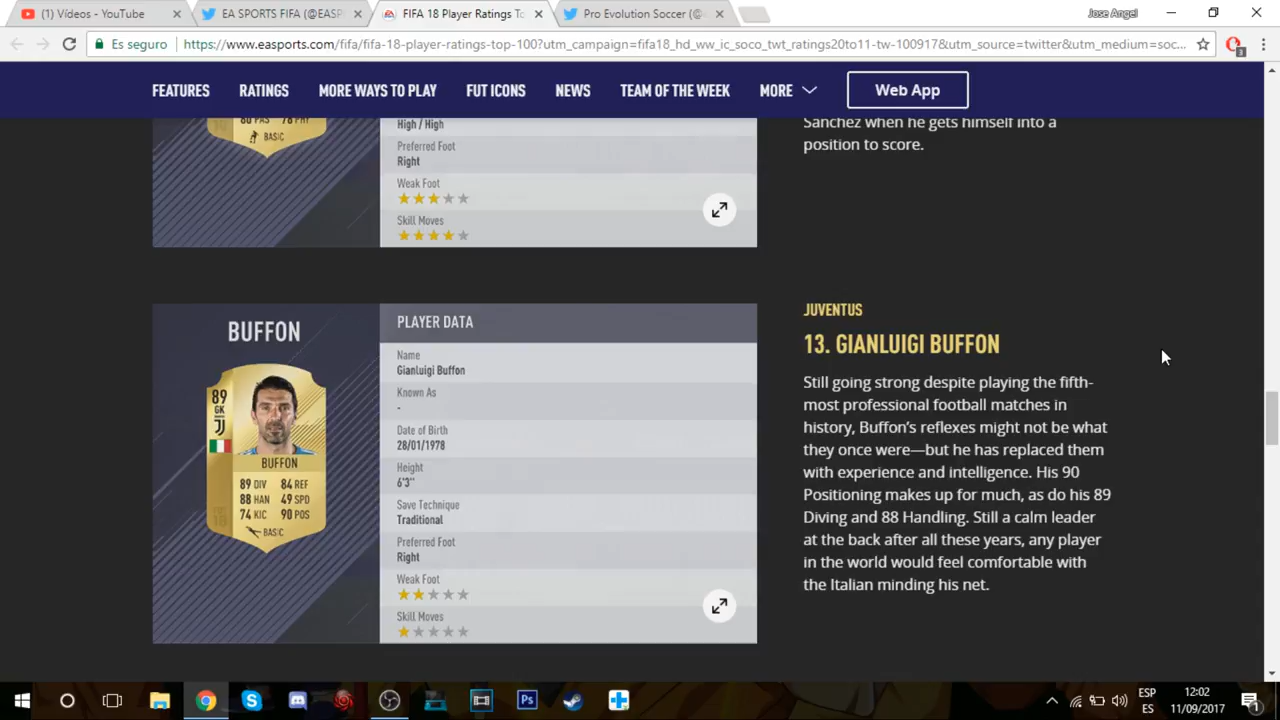 (1) Vídeos - YouTube
EA SPORTS FIFA (@EASP
FIFA 18 Player Ratings To
Pro Evolution Soccer (@
Jose Angel
Es seguro
https://www.easports.com/fifa/fifa-18-player-ratings-top-100?utm_campaign=fifa18_hd_ww_ic_soco_twt_ratings20to11-tw-100917&utm_source=twitter&utm_medium=soc...
3
FEATURES RATINGS MORE WAYS TO PLAY FUT ICONS NEWS TEAM OF THE WEEK MORE Web App
80 PAS 78 PHY
BASIC
High / High
Preferred Foot
Right
Weak Foot
Skill Moves
Sanchez when he gets himself into a
position to score.
BUFFON
89
GK
BUFFON
89 DIV 84 REF
88 HAN 49 SPD
74 KIC 90 POS
BASIC
PLAYER DATA
Name
Gianluigi Buffon
Known As
-
Date of Birth
28/01/1978
Height
6'3''
Save Technique
Traditional
Preferred Foot
Right
Weak Foot
Skill Moves
JUVENTUS
13. GIANLUIGI BUFFON
Still going strong despite playing the fifth-
most professional football matches in
history, Buffon’s reflexes might not be what
they once were—but he has replaced them
with experience and intelligence. His 90
Positioning makes up for much, as do his 89
Diving and 88 Handling. Still a calm leader
at the back after all these years, any player
in the world would feel comfortable with
the Italian minding his net.
Ps
ESP
ES
12:02
11/09/2017
1